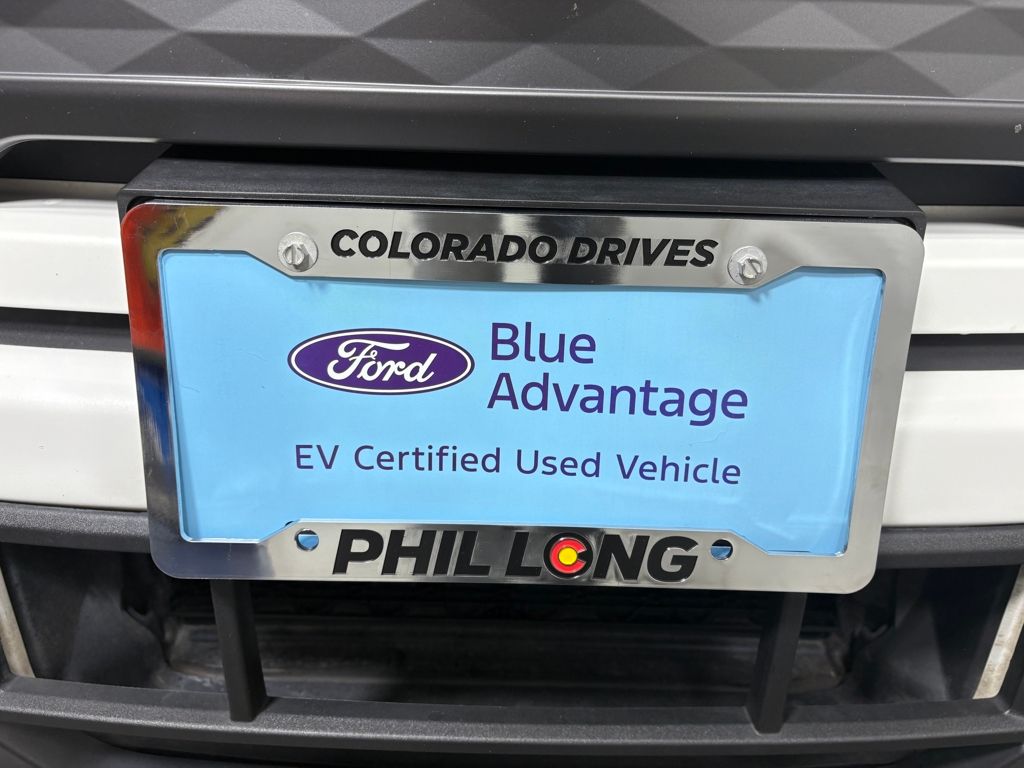 COLORADO DRIVES
Ford
Blue
Advantage
EV Certified Used Vehicle
PHIL LONG